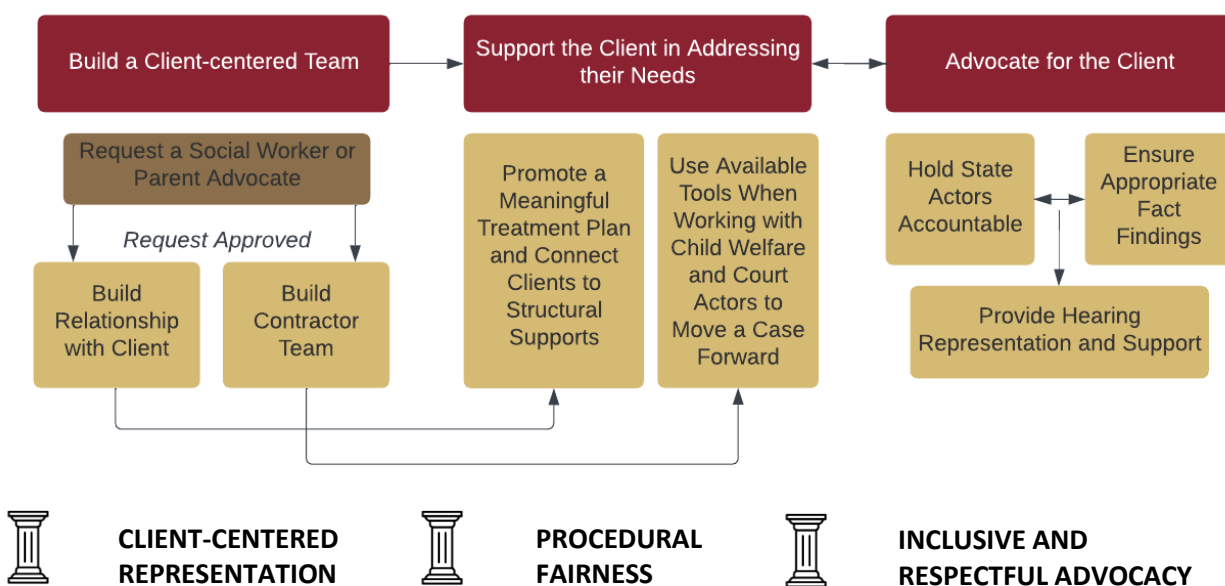 Build a Client-centered Team
Support the Client in Addressing
their Needs
Advocate for the Client
Request a Social Worker or
Parent Advocate
Request Approved
Build
Relationship
with Client
Build
Contractor
Team
Promote a
Meaningful
Treatment Plan
and Connect
Clients to
Structural
Supports
Use Available
Tools When
Working with
Child Welfare
and Court
Actors to
Move a Case
Forward
Hold State
Actors
Accountable
Ensure
Appropriate
Fact
Findings
Provide Hearing
Representation and Support
CLIENT-CENTERED
REPRESENTATION
PROCEDURAL
FAIRNESS
INCLUSIVE AND
RESPECTFUL ADVOCACY